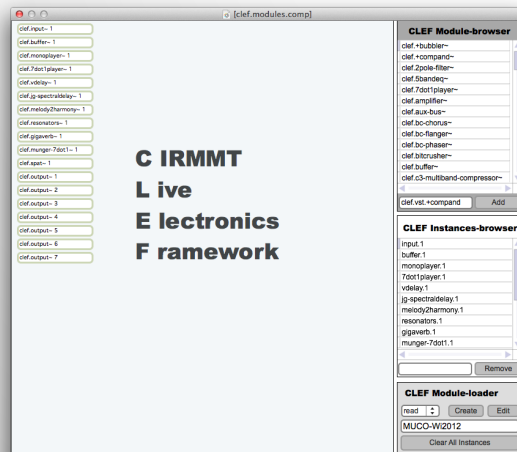 [clef.modules.comp]
clef.input~ 1
clef.buffer~ 1
clef.monoplayer~ 1
clef.7dot1player~ 1
clef.vdelay~ 1
clef.jg-spectraldelay~ 1
clef.melody2harmony~ 1
clef.resonators~ 1
clef.gigaverb~ 1
clef.munger-7dot1~ 1
clef.spat~ 1
clef.output~ 1
clef.output~ 2
clef.output~ 3
clef.output~ 4
clef.output~ 5
clef.output~ 6
clef.output~ 7
C IRMMT
L ive
E lectronics
F ramework
CLEF Module-browser
clef.+bubbler~
clef.+compand~
clef.2pole-filter~
clef.5bandeq~
clef.7dot1player~
clef.amplifier~
clef.aux-bus~
clef.bc-chorus~
clef.bc-flanger~
clef.bc-phaser~
clef.bitcrusher~
clef.buffer~
clef.c3-multiband-compressor~
clef.vst.+compand Add
CLEF Instances-browser
input.1
buffer.1
monoplayer.1
7dot1player.1
vdelay.1
jg-spectraldelay.1
melody2harmony.1
resonators.1
gigaverb.1
munger-7dot1.1
Remove
CLEF Module-loader
read Create Edit
MUCO-Wi2012
Clear All Instances